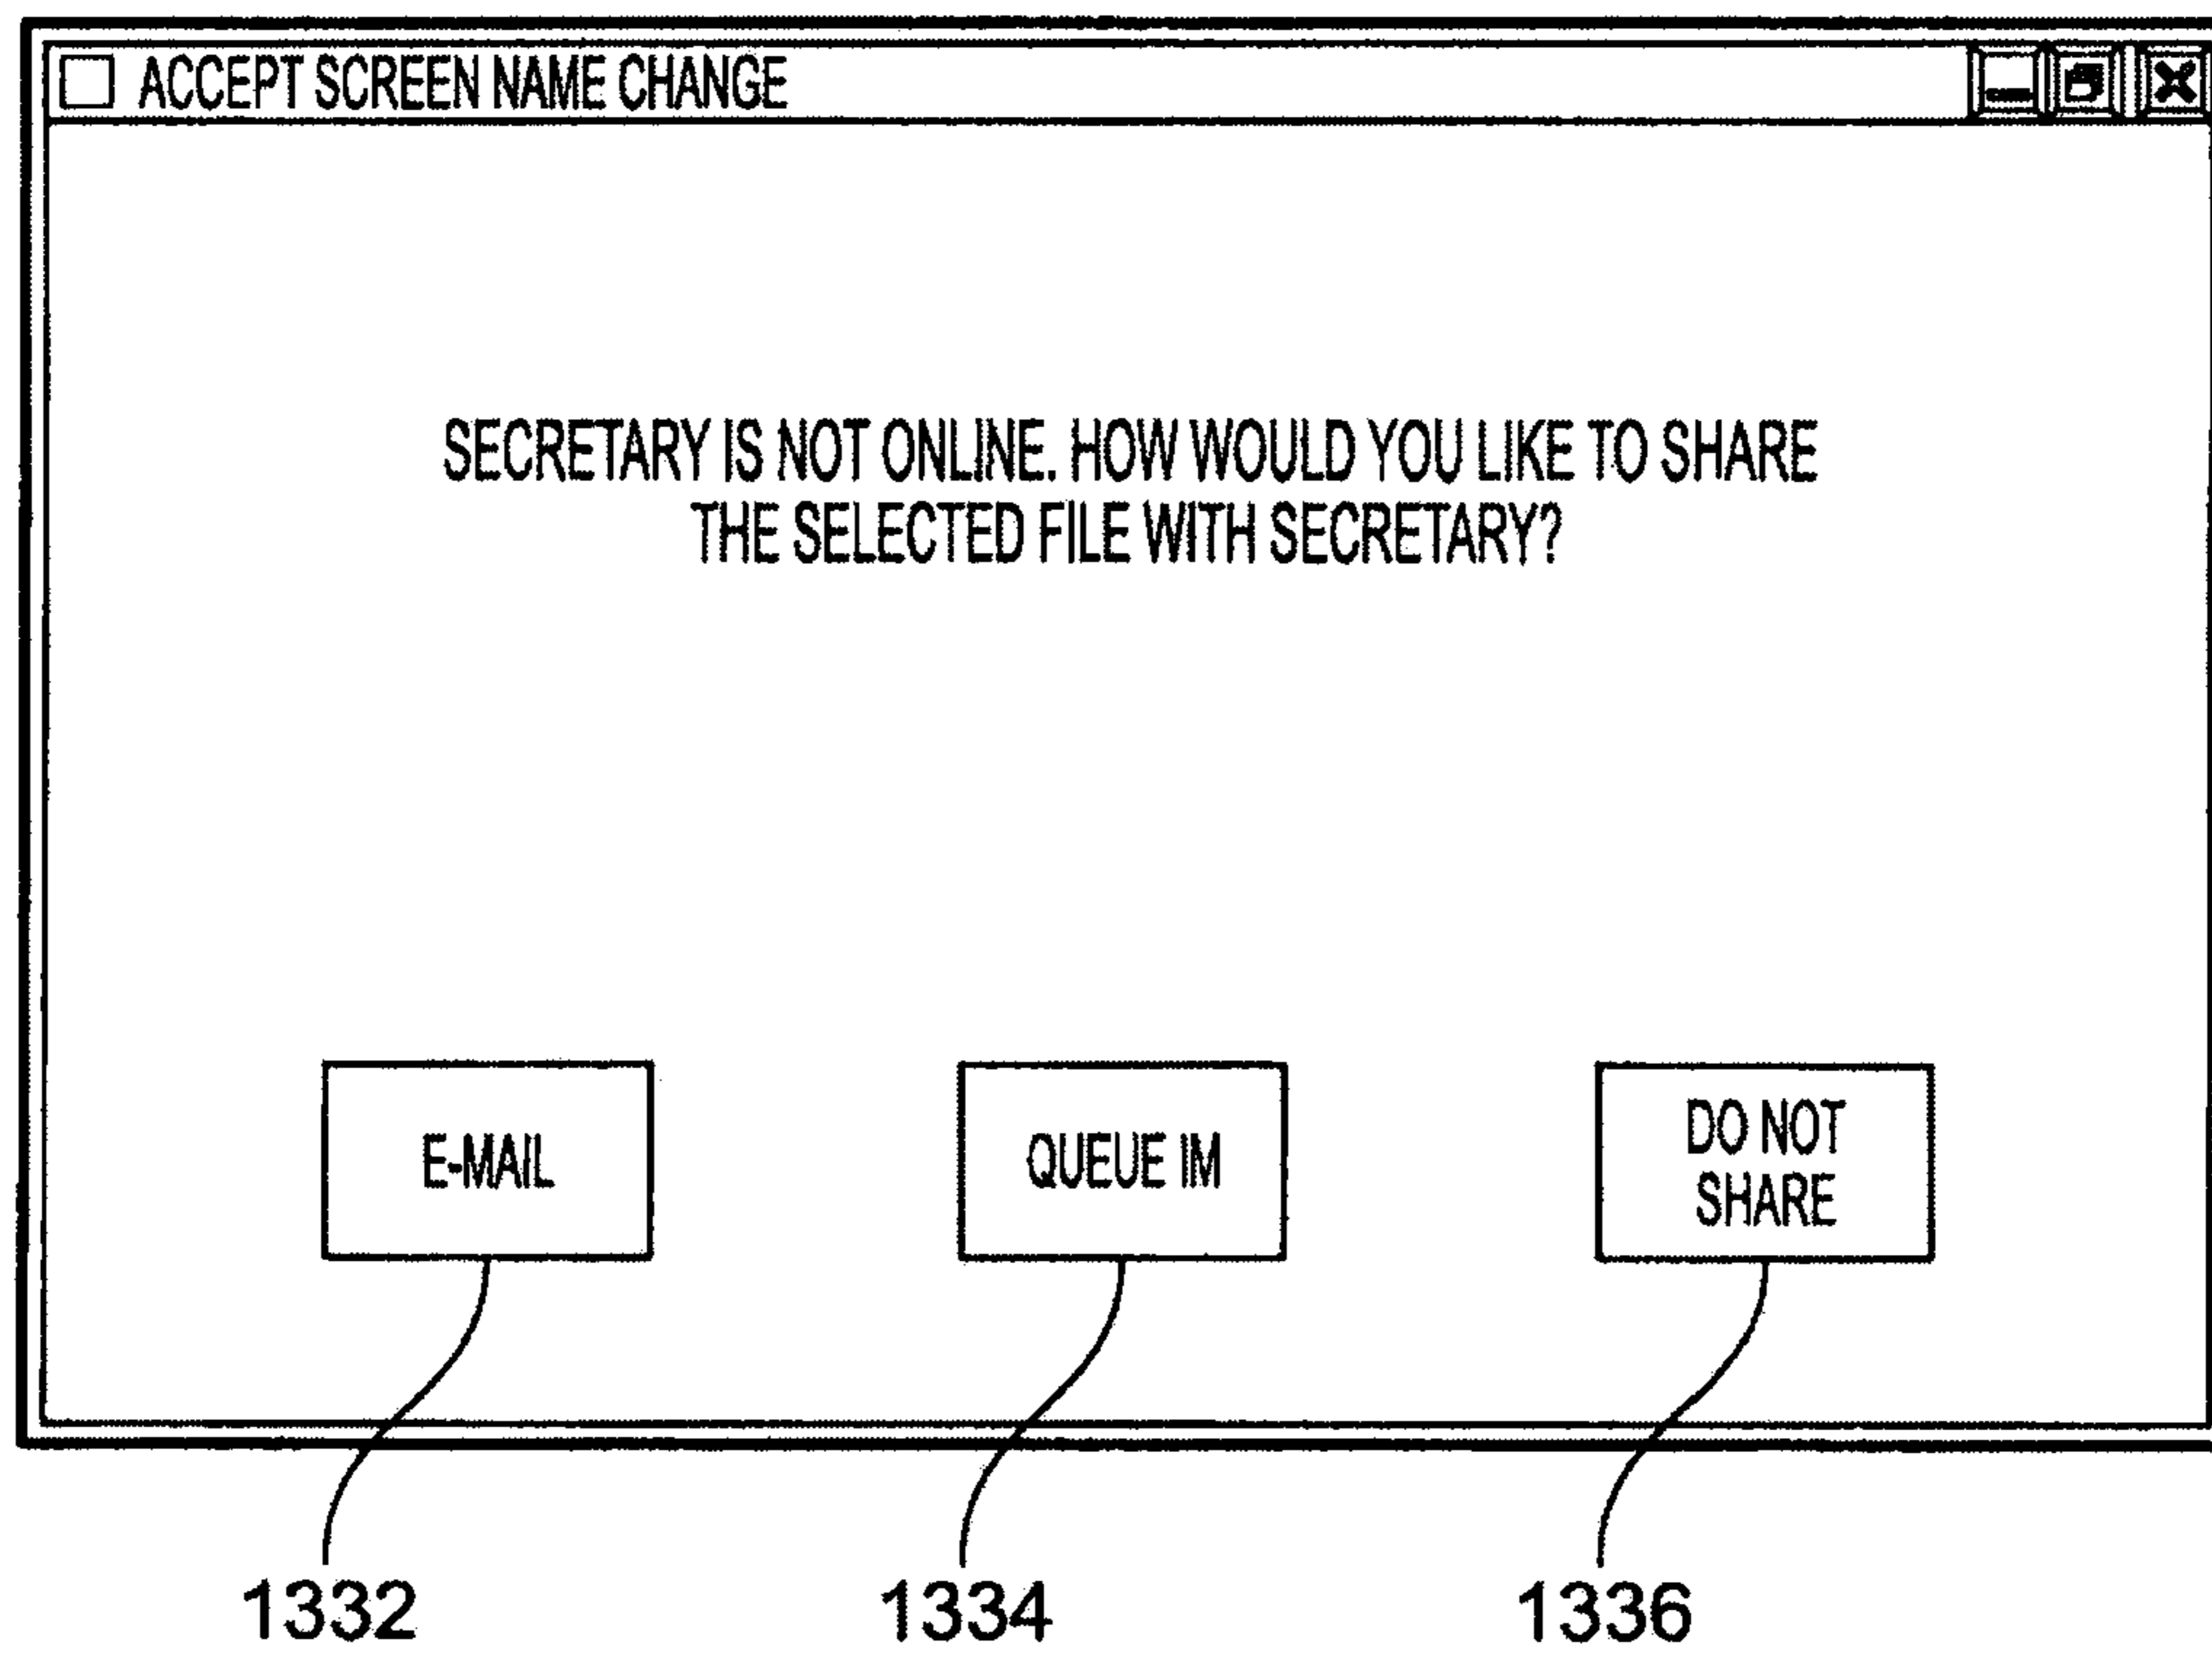 ACCEPT SCREEN NAME CHANGE
SECRETARY IS NOT ONLINE. HOW WOULD YOU LIKE TO SHARE
THE SELECTED FILE WITH SECRETARY?
E-MAIL
QUEUE IM
DO NOT
SHARE
1332
1334
1336